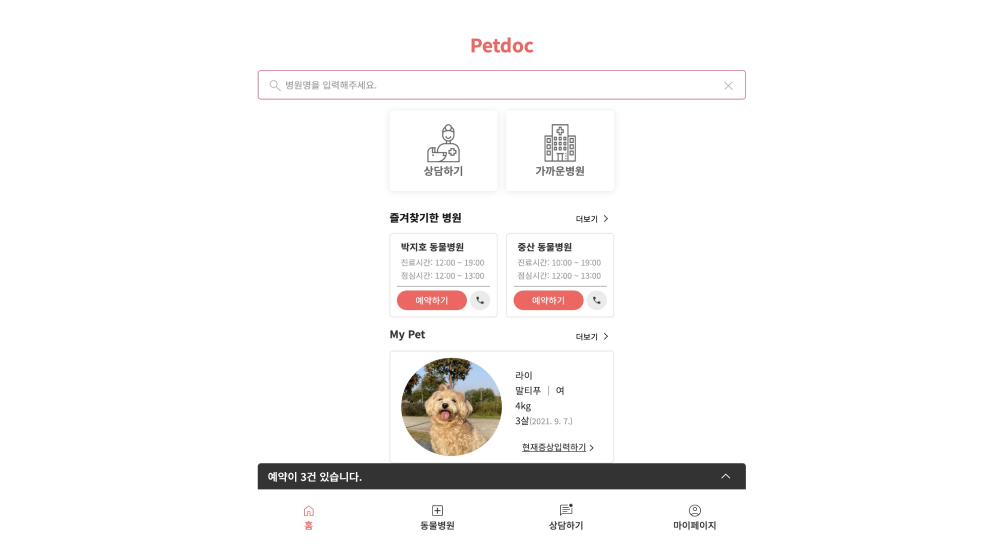 Petdoc
병원명을 입력해주세요.
상담하기
가까운병원
즐겨찾기한 병원
더보기
박지호 동물병원
진료시간: 12:00 ~ 19:00
점심시간: 12:00 ~ 13:00
예약하기
중산 동물병원
진료시간: 10:00 ~ 19:00
점심시간: 12:00 ~ 13:00
예약하기
My Pet
더보기
라이
말티푸 | 여
4kg
3살(2021. 9. 7.)
현재증상입력하기
예약이 3건 있습니다.
홈
동물병원
상담하기
마이페이지